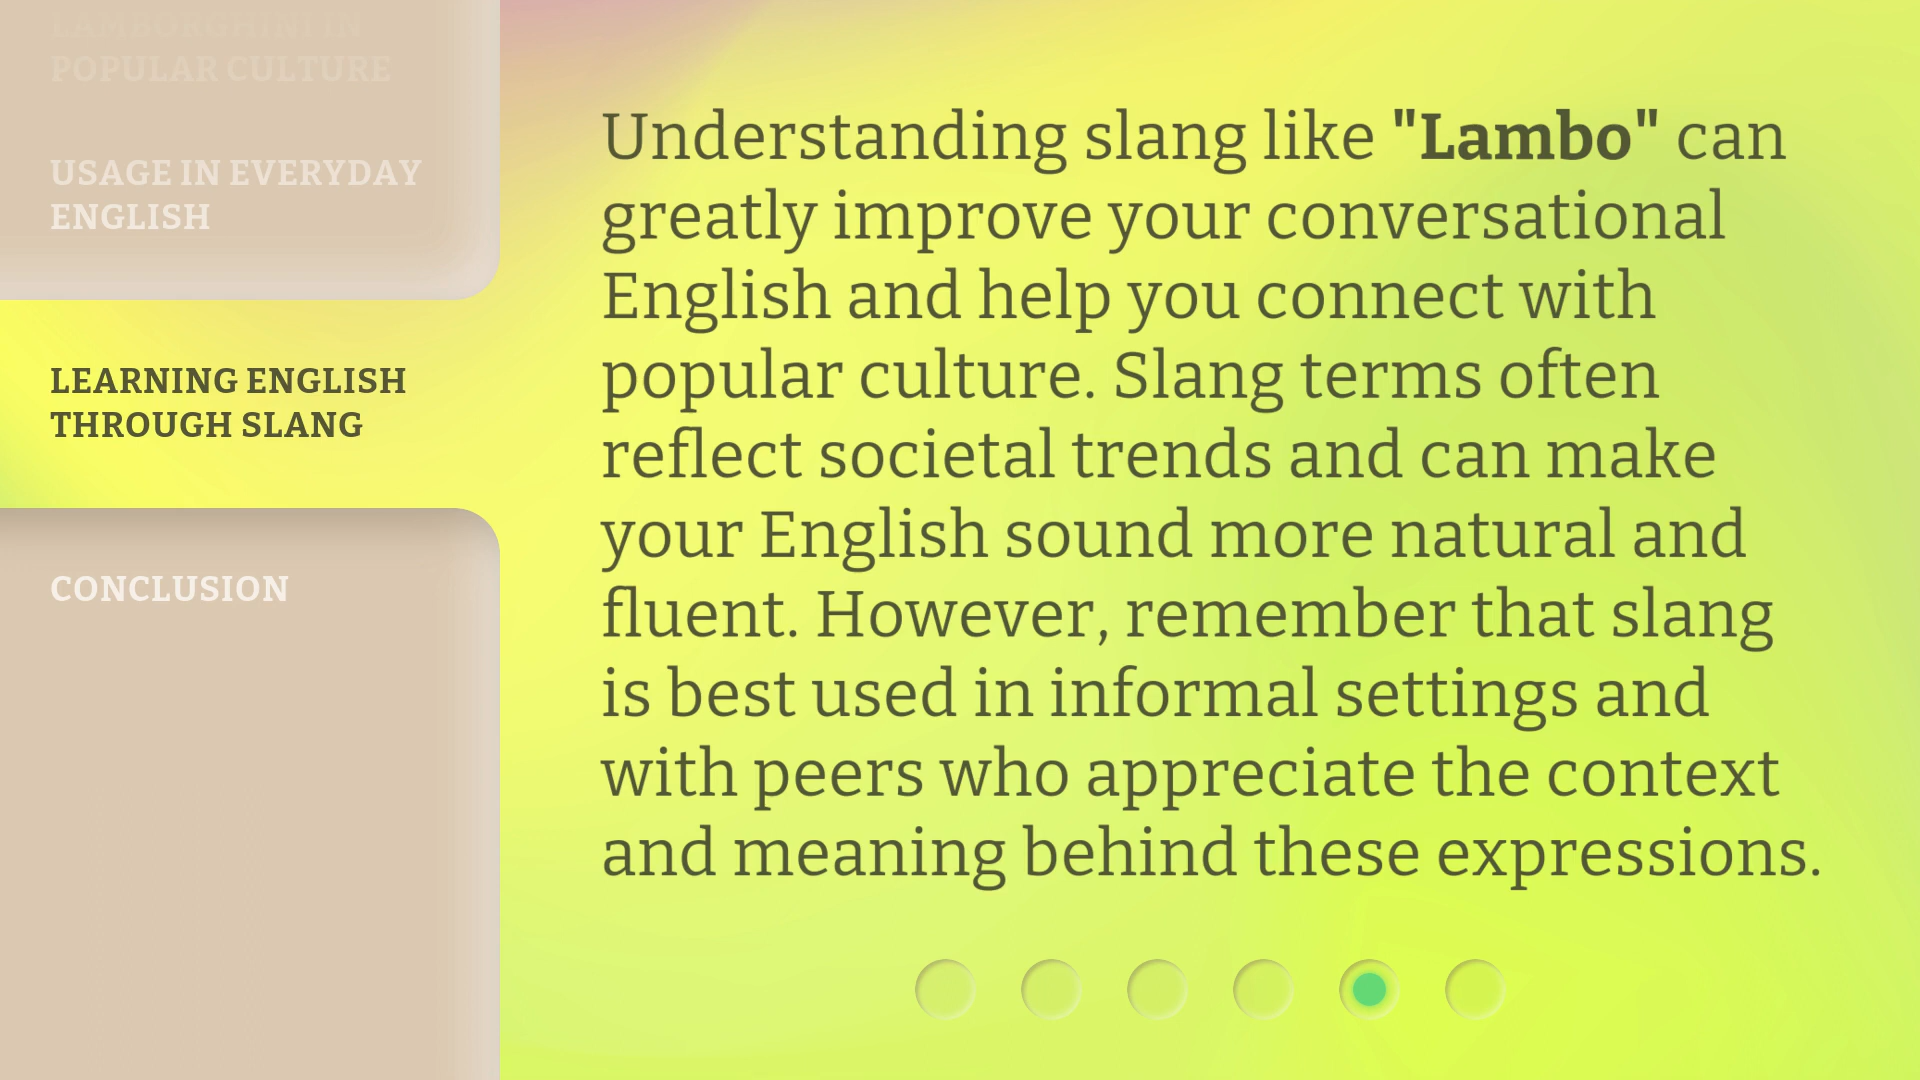 LAMBORGHINI IN
POPULAR CULTURE
USAGE IN EVERYDAY
ENGLISH
LEARNING ENGLISH
THROUGH SLANG
CONCLUSION
Understanding slang like "Lambo" can
greatly improve your conversational
English and help you connect with
popular culture. Slang terms often
reflect societal trends and can make
your English sound more natural and
fluent. However, remember that slang
is best used in informal settings and
with peers who appreciate the context
and meaning behind these expressions.